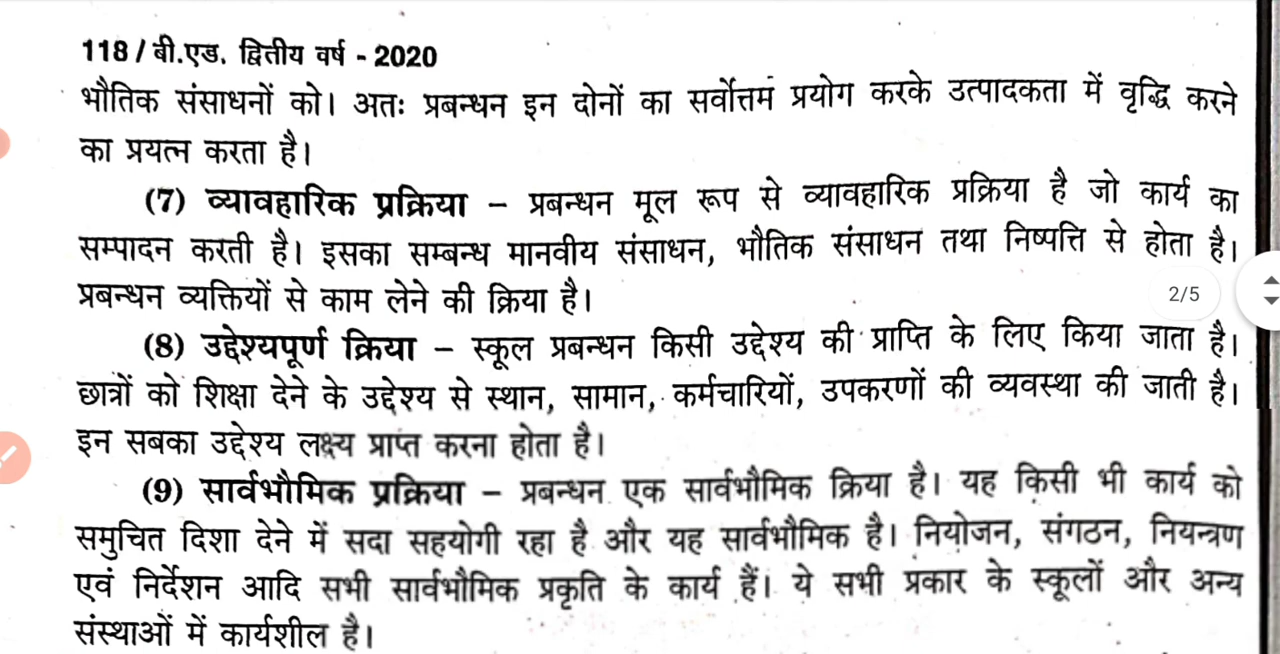 118 / बी.एड. द्वितीय वर्ष - 2020
भौतिक संसाधनों को। अतः प्रबन्धन इन दोनों का सर्वोत्तम प्रयोग करके उत्पादकता में वृद्धि करने
का प्रयत्न करता है।
(7) व्यावहारिक प्रक्रिया – प्रबन्धन मूल रूप से व्यावहारिक प्रक्रिया है जो कार्य का
सम्पादन करती है। इसका सम्बन्ध मानवीय संसाधन, भौतिक संसाधन तथा निष्पत्ति से होता है।
प्रबन्धन व्यक्तियों से काम लेने की क्रिया है।
2/5
(8) उद्देश्यपूर्ण क्रिया – स्कूल प्रबन्धन किसी उद्देश्य की प्राप्ति के लिए किया जाता है।
छात्रों को शिक्षा देने के उद्देश्य से स्थान, सामान, कर्मचारियों, उपकरणों की व्यवस्था की जाती है।
इन सबका उद्देश्य लक्ष्य प्राप्त करना होता है।
(9) सार्वभौमिक प्रक्रिया – प्रबन्धन एक सार्वभौमिक क्रिया है। यह किसी भी कार्य को
समुचित दिशा देने में सदा सहयोगी रहा है और यह सार्वभौमिक है। नियोजन, संगठन, नियन्त्रण
एवं निर्देशन आदि सभी सार्वभौमिक प्रकृति के कार्य हैं। ये सभी प्रकार के स्कूलों और अन्य
संस्थाओं में कार्यशील है।